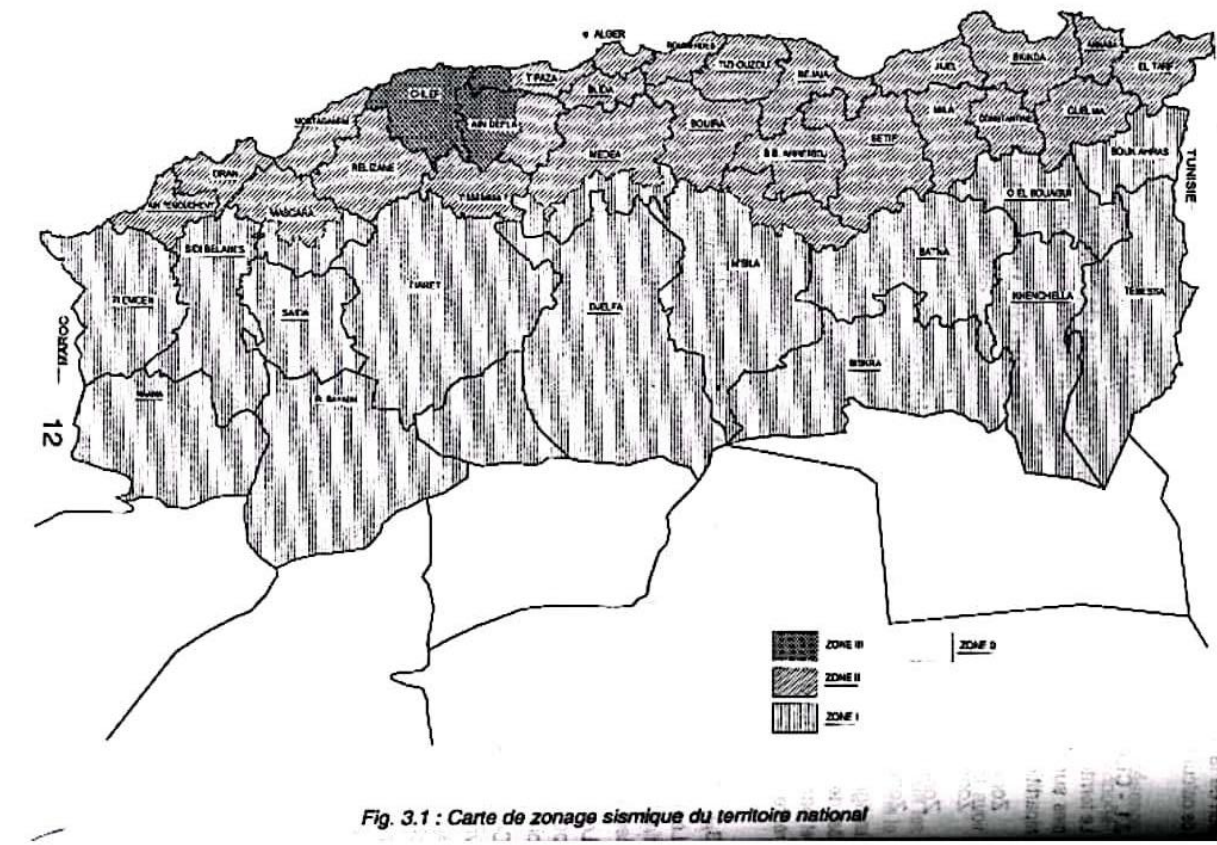 ALGER
TIZI OUZOU
JIJEL
SKIKDA
ANNABA
EL TARF
TIPAZA
BLIDA
BEJAIA
CHLEF
AIN DEFLA
BOUIRA
MILA
CONSTANTINE
GUELMA
MOSTAGANEM
RELIZANE
MEDEA
B.B. ARRERIDJ
SETIF
SOUK AHRAS
TUNISIE
ORAN
MASCARA
O EL BOUAGUI
SIDI BELABES
M'SILA
BATNA
TLEMCEN
SAIDA
TIARET
DJELFA
KHENCHELLA
TEBESSA
MAROC
BISKRA
NAAMA
12
ZONE III
ZONE 0
ZONE II
ZONE I
Fig. 3.1 : Carte de zonage sismique du territoire national